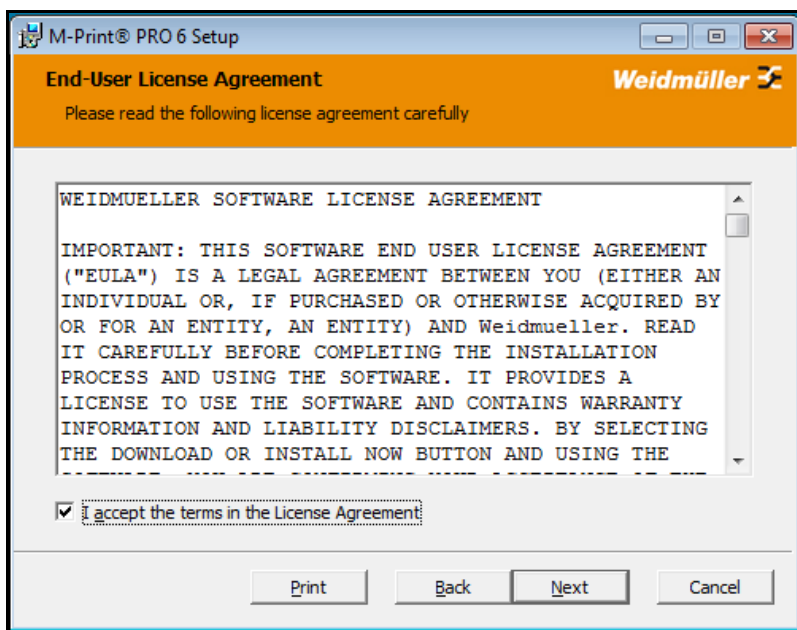 M-Print® PRO 6 Setup
End-User License Agreement
Weidmüller
Please read the following license agreement carefully
WEIDMUELLER SOFTWARE LICENSE AGREEMENT
IMPORTANT: THIS SOFTWARE END USER LICENSE AGREEMENT
("EULA") IS A LEGAL AGREEMENT BETWEEN YOU (EITHER AN
INDIVIDUAL OR, IF PURCHASED OR OTHERWISE ACQUIRED BY
OR FOR AN ENTITY, AN ENTITY) AND Weidmueller. READ
IT CAREFULLY BEFORE COMPLETING THE INSTALLATION
PROCESS AND USING THE SOFTWARE. IT PROVIDES A
LICENSE TO USE THE SOFTWARE AND CONTAINS WARRANTY
INFORMATION AND LIABILITY DISCLAIMERS. BY SELECTING
THE DOWNLOAD OR INSTALL NOW BUTTON AND USING THE
I accept the terms in the License Agreement
Print
Back
Next
Cancel